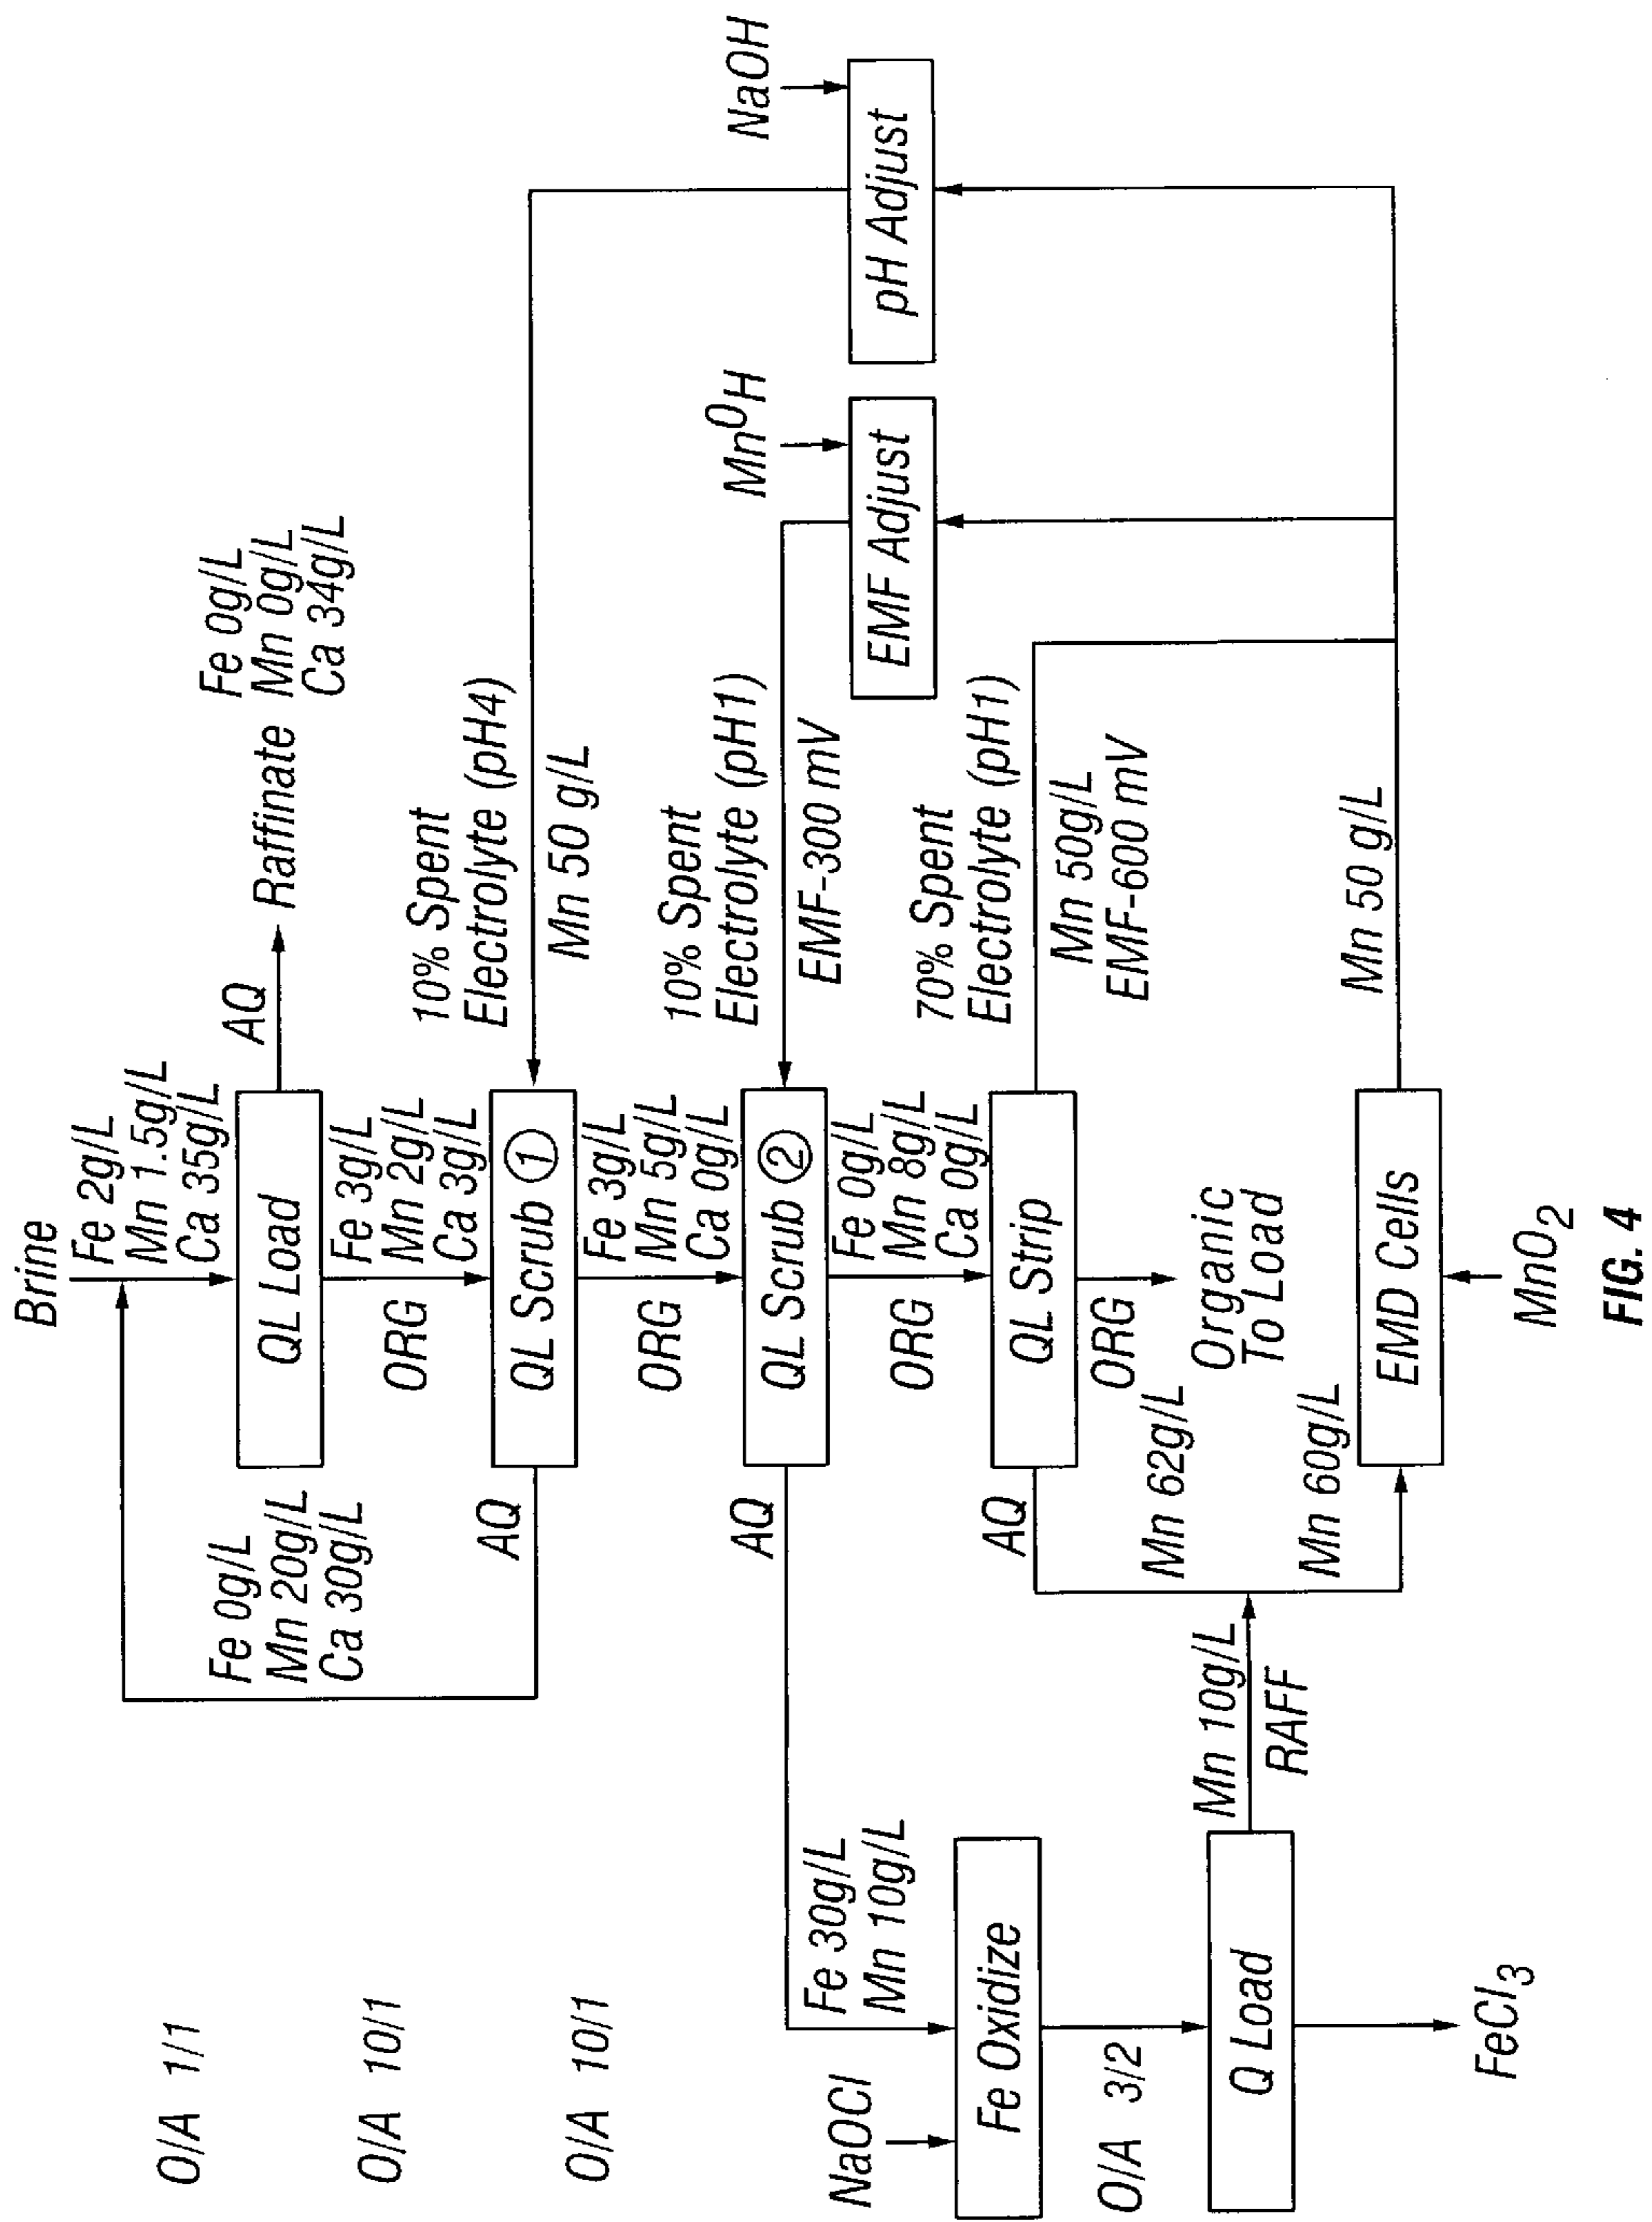 Brine
Fe 2g/L
Mn 1.5g/L
Ca 35g/L
O/A 1/1
QL Load
AQ
Raffinate
Fe 0g/L
Mn 0g/L
Ca 34g/L
Fe 0g/L
Mn 20g/L
Ca 30g/L
ORG
Fe 3g/L
Mn 2g/L
Ca 3g/L
O/A 10/1
AQ
QL Scrub 1
10% Spent
Electrolyte (pH4)
Mn 50 g/L
ORG
Fe 3g/L
Mn 5g/L
Ca 0g/L
O/A 10/1
AQ
QL Scrub 2
10% Spent
Electrolyte (pH1)
EMF-300 mV
Mn⁰H
EMF Adjust
NaOH
pH Adjust
Fe 30g/L
Mn 10g/L
ORG
Fe 0g/L
Mn 8g/L
Ca 0g/L
NaOCl
Fe Oxidize
AQ
QL Strip
70% Spent
Electrolyte (pH1)
Mn 50g/L
EMF-600 mV
O/A 3/2
ORG
Organic
To Load
Mn 62g/L
Q Load
Mn 10g/L
RAFF
Mn 60g/L
EMD Cells
Mn 50 g/L
FeCl₃
MnO₂
FIG. 4